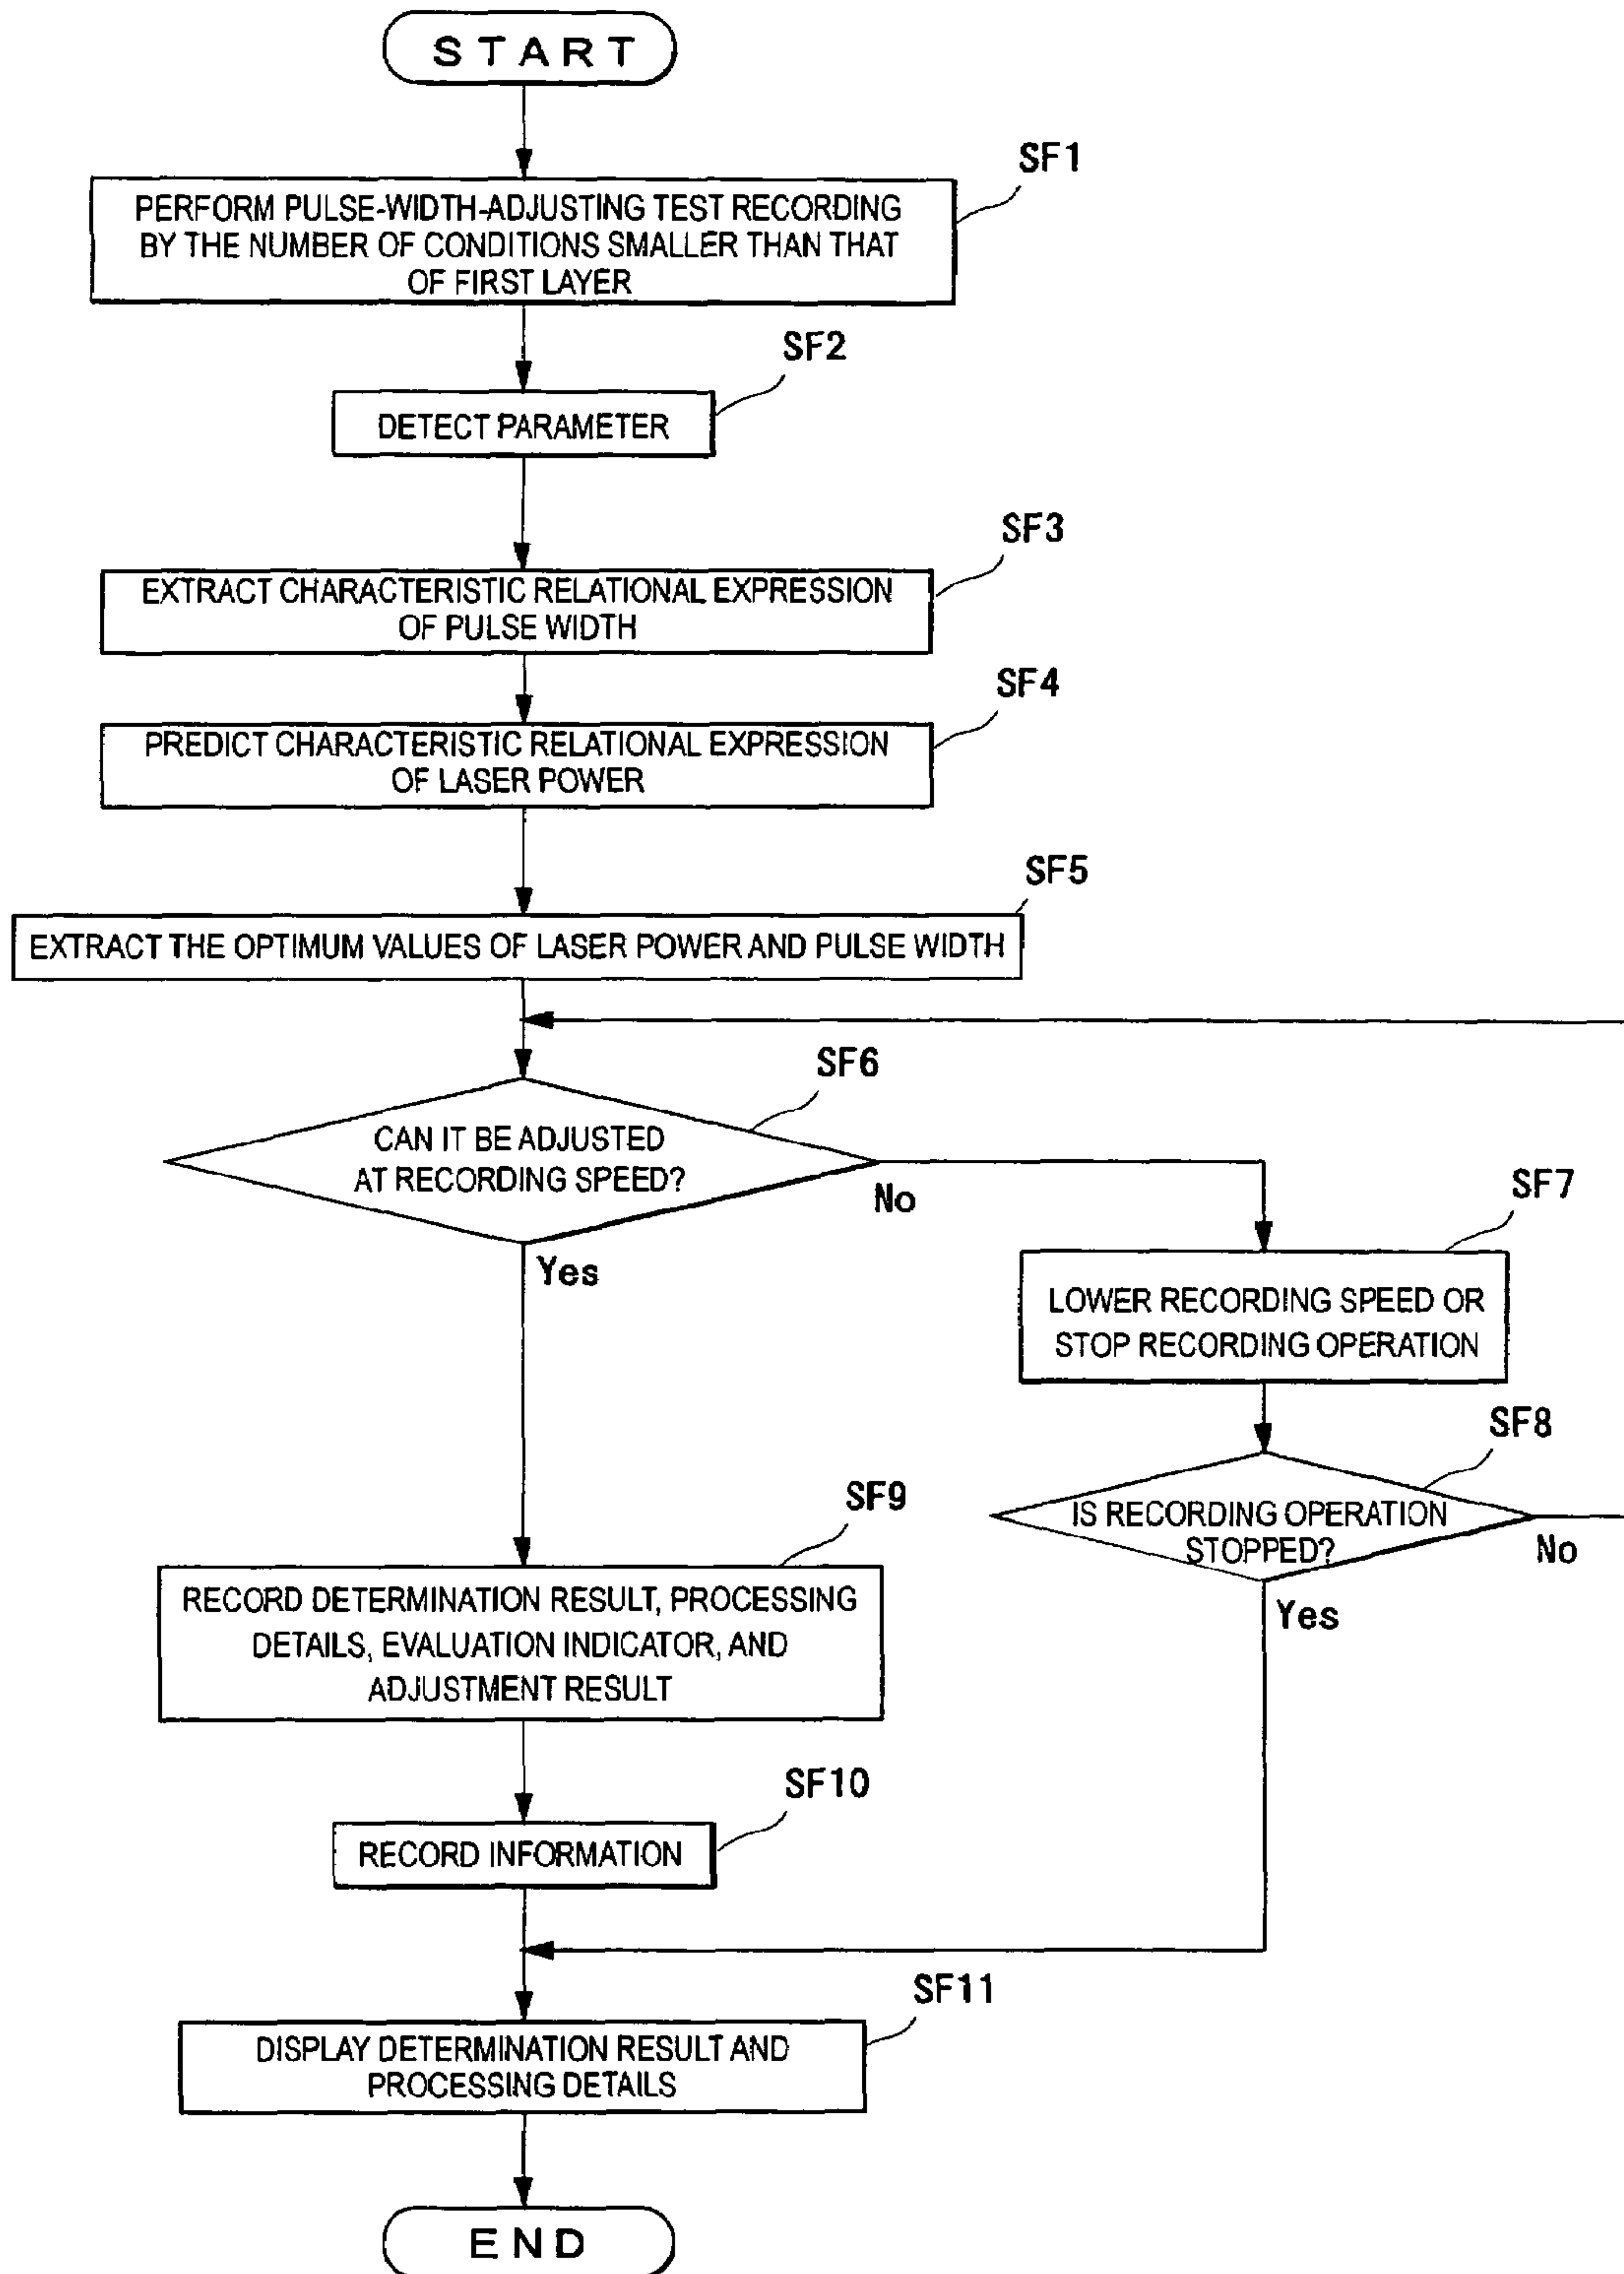 START
SF1
PERFORM PULSE-WIDTH-ADJUSTING TEST RECORDING
BY THE NUMBER OF CONDITIONS SMALLER THAN THAT
OF FIRST LAYER
SF2
DETECT PARAMETER
SF3
EXTRACT CHARACTERISTIC RELATIONAL EXPRESSION
OF PULSE WIDTH
SF4
PREDICT CHARACTERISTIC RELATIONAL EXPRESSION
OF LASER POWER
SF5
EXTRACT THE OPTIMUM VALUES OF LASER POWER AND PULSE WIDTH
SF6
CAN IT BE ADJUSTED
AT RECORDING SPEED?
No
Yes
SF7
LOWER RECORDING SPEED OR
STOP RECORDING OPERATION
SF8
IS RECORDING OPERATION
STOPPED?
No
Yes
SF9
RECORD DETERMINATION RESULT, PROCESSING
DETAILS, EVALUATION INDICATOR, AND
ADJUSTMENT RESULT
SF10
RECORD INFORMATION
SF11
DISPLAY DETERMINATION RESULT AND
PROCESSING DETAILS
END